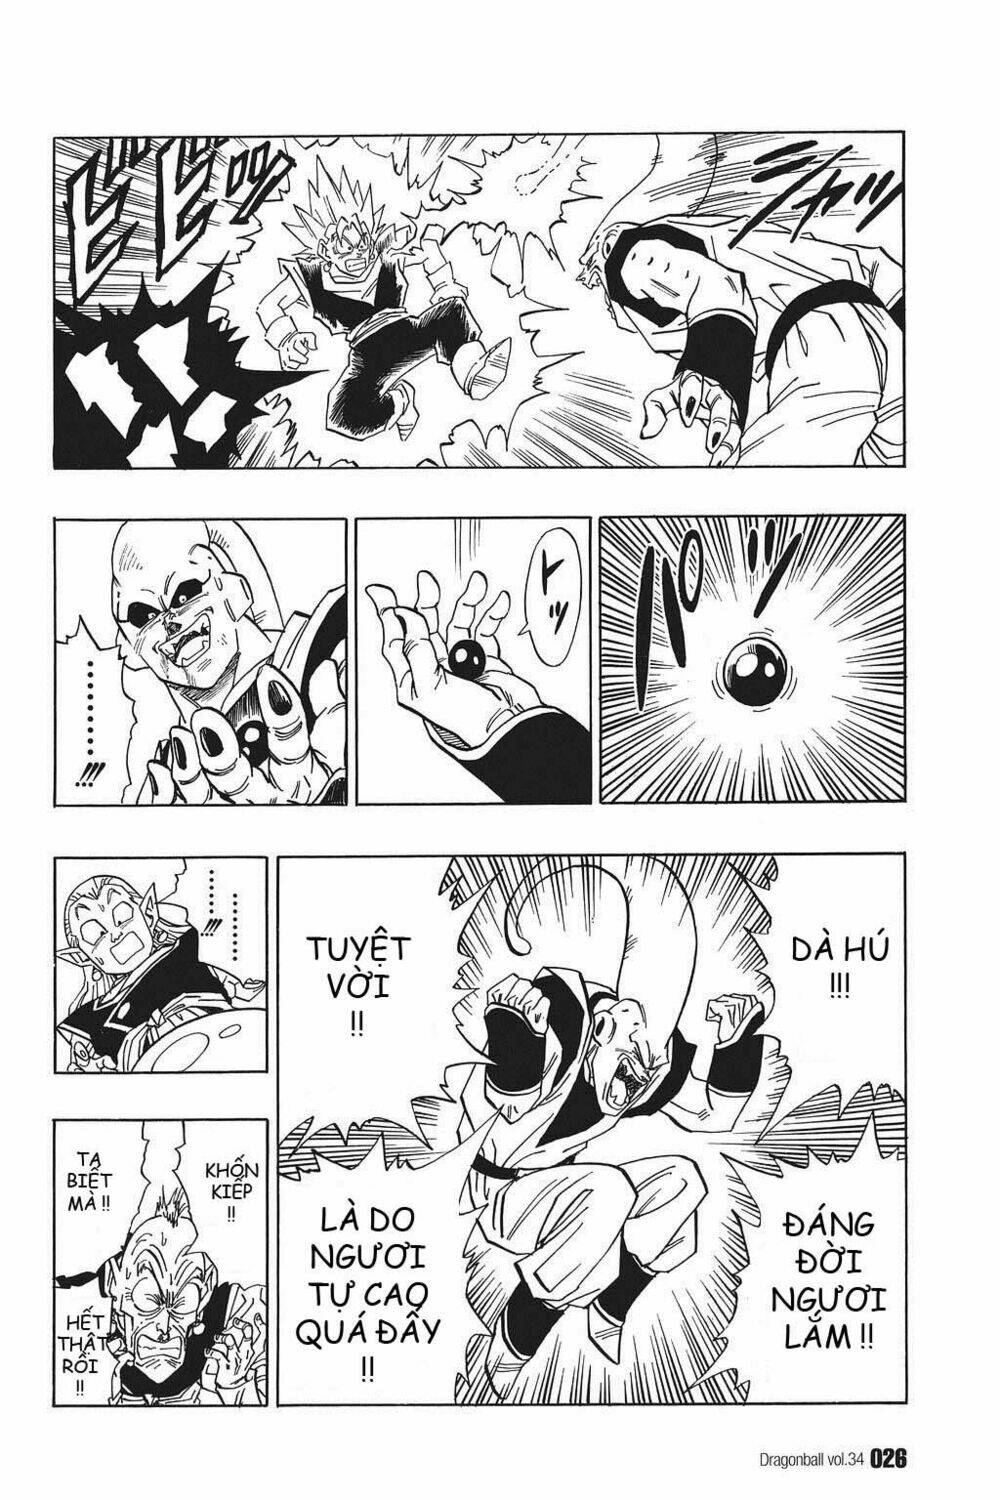 ビビビッ
シャッ
!!
パッ
トッ
........
!!!
DÀ HÚ
!!!
TUYỆT
VỜI
!!
ĐÁNG
ĐỜI
NGƯƠI
LẮM !!
LÀ DO
NGƯƠI
TỰ CAO
QUÁ ĐẤY
!!
........
!!!
........
KHỐN
KIẾP
!!
TA
BIẾT
MÀ !!
HẾT
THẬT
RỒI
!!
Dragonball vol.34 026